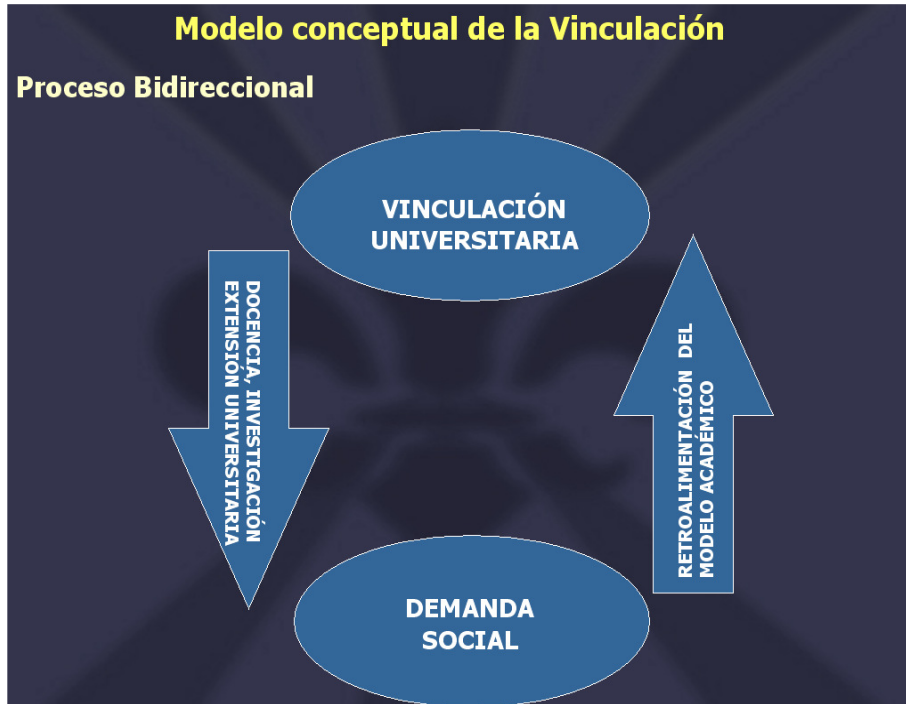 Modelo conceptual de la Vinculación
Proceso Bidireccional
VINCULACIÓN
UNIVERSITARIA
DOCENCIA, INVESTIGACIÓN
EXTENSIÓN UNIVERSITARIA
RETROALIMENTACIÓN DEL
MODELO ACADÉMICO
DEMANDA
SOCIAL